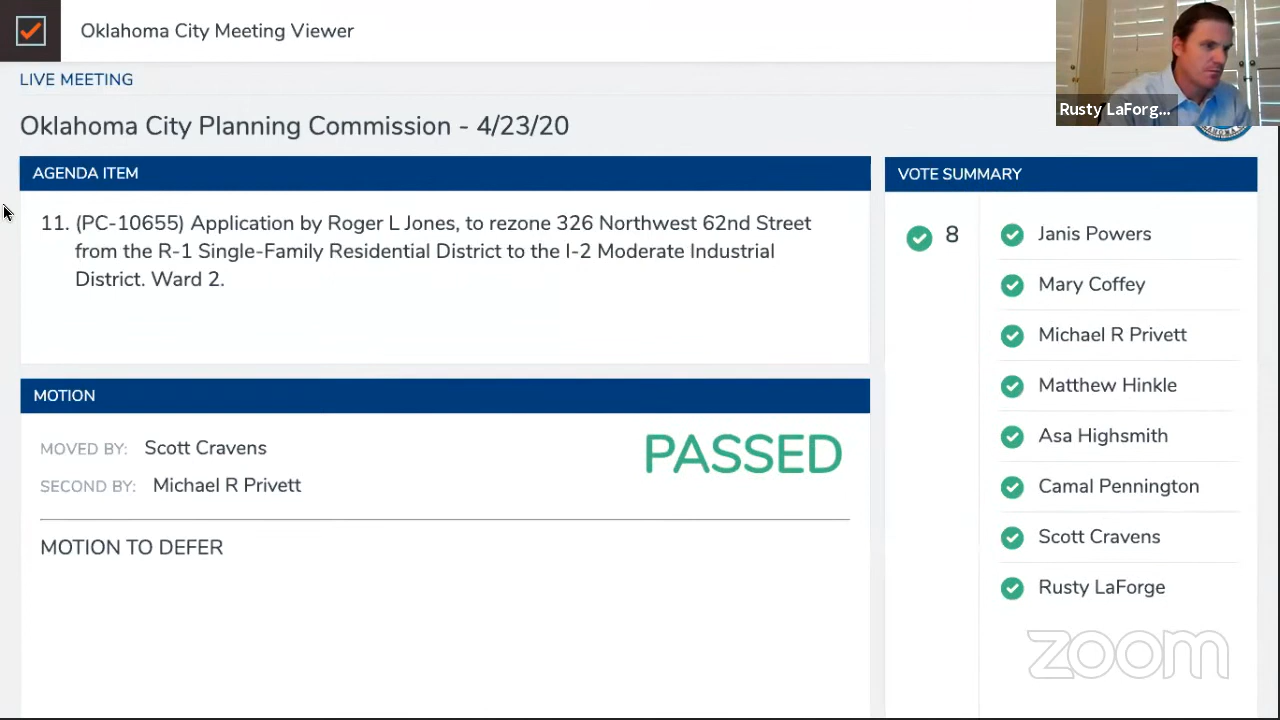 Oklahoma City Meeting Viewer
Rusty LaForg...
LIVE MEETING
Oklahoma City Planning Commission - 4/23/20
AGENDA ITEM
11. (PC-10655) Application by Roger L Jones, to rezone 326 Northwest 62nd Street
from the R-1 Single-Family Residential District to the I-2 Moderate Industrial
District. Ward 2.
MOTION
MOVED BY: Scott Cravens
SECOND BY: Michael R Privett
PASSED
MOTION TO DEFER
VOTE SUMMARY
8
Janis Powers
Mary Coffey
Michael R Privett
Matthew Hinkle
Asa Highsmith
Camal Pennington
Scott Cravens
Rusty LaForge
zoom